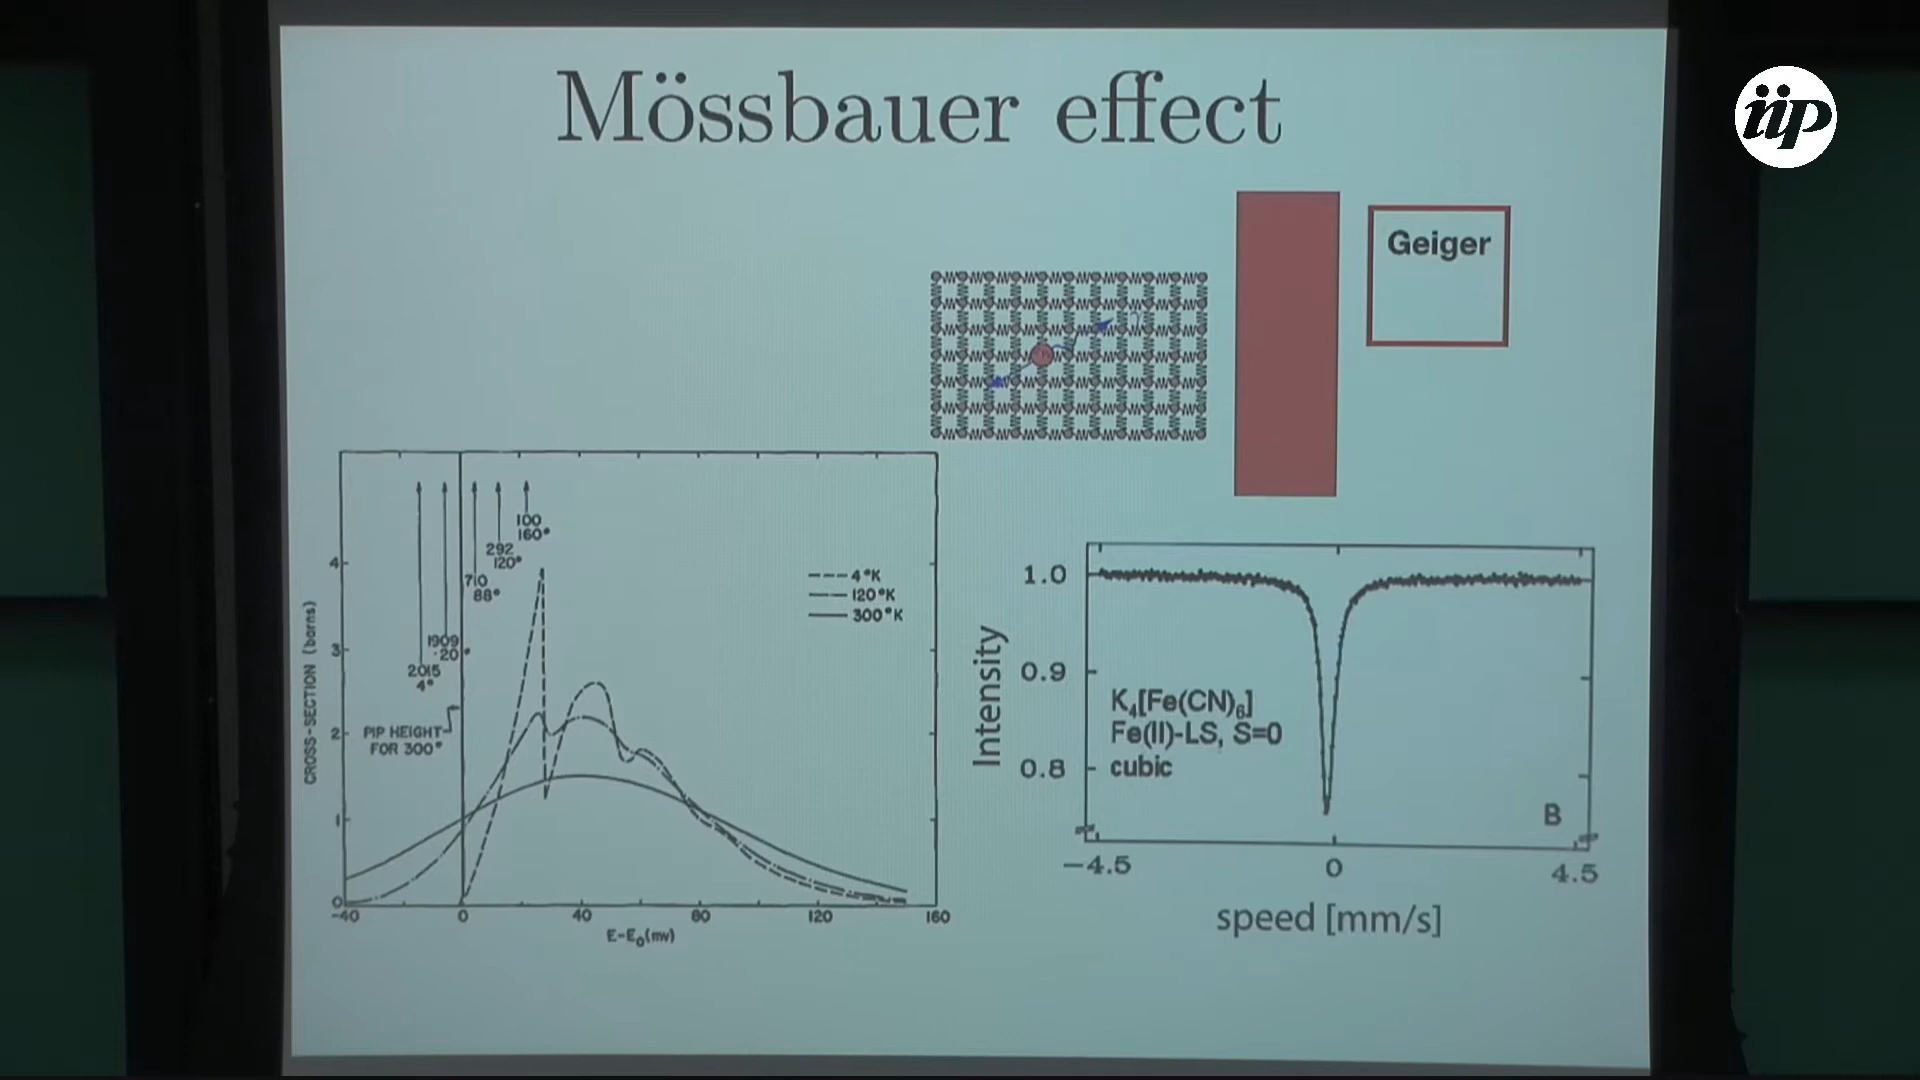 Mössbauer effect
iip
Geiger
100
160°
292
120°
710
88°
1909
20°
2015
4°
PIP HEIGHT
FOR 300°
4°K
120°K
300°K
CROSS-SECTION (barns)
4
3
2
1
0
-40
0
40
80
120
160
E-E₀(mv)
Intensity
1.0
0.9
0.8
K₄[Fe(CN)₆]
Fe(II)-LS, S=0
cubic
B
-4.5
0
4.5
speed [mm/s]